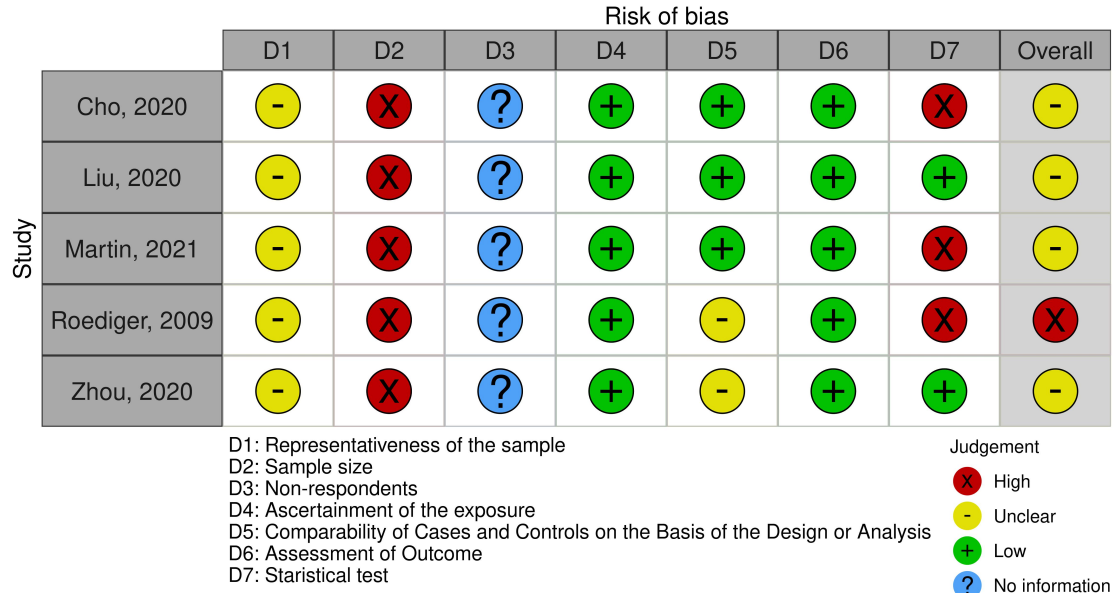 Risk of bias
D1 D2 D3 D4 D5 D6 D7 Overall
Study
Cho, 2020 - X ? + + + X -
Liu, 2020 - X ? + + + + -
Martin, 2021 - X ? + + + X -
Roediger, 2009 - X ? + - + X X
Zhou, 2020 - X ? + - + + -
D1: Representativeness of the sample
D2: Sample size
D3: Non-respondents
D4: Ascertainment of the exposure
D5: Comparability of Cases and Controls on the Basis of the Design or Analysis
D6: Assessment of Outcome
D7: Staristical test
Judgement
X High
- Unclear
+ Low
? No information